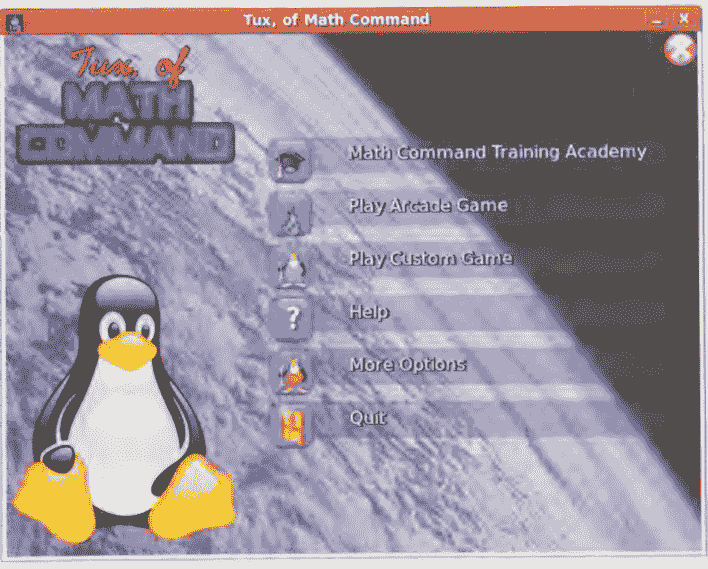 Tux, of Math Command
Tux, of
MATH
COMMAND
Math Command Training Academy
Play Arcade Game
Play Custom Game
?
Help
More Options
Quit